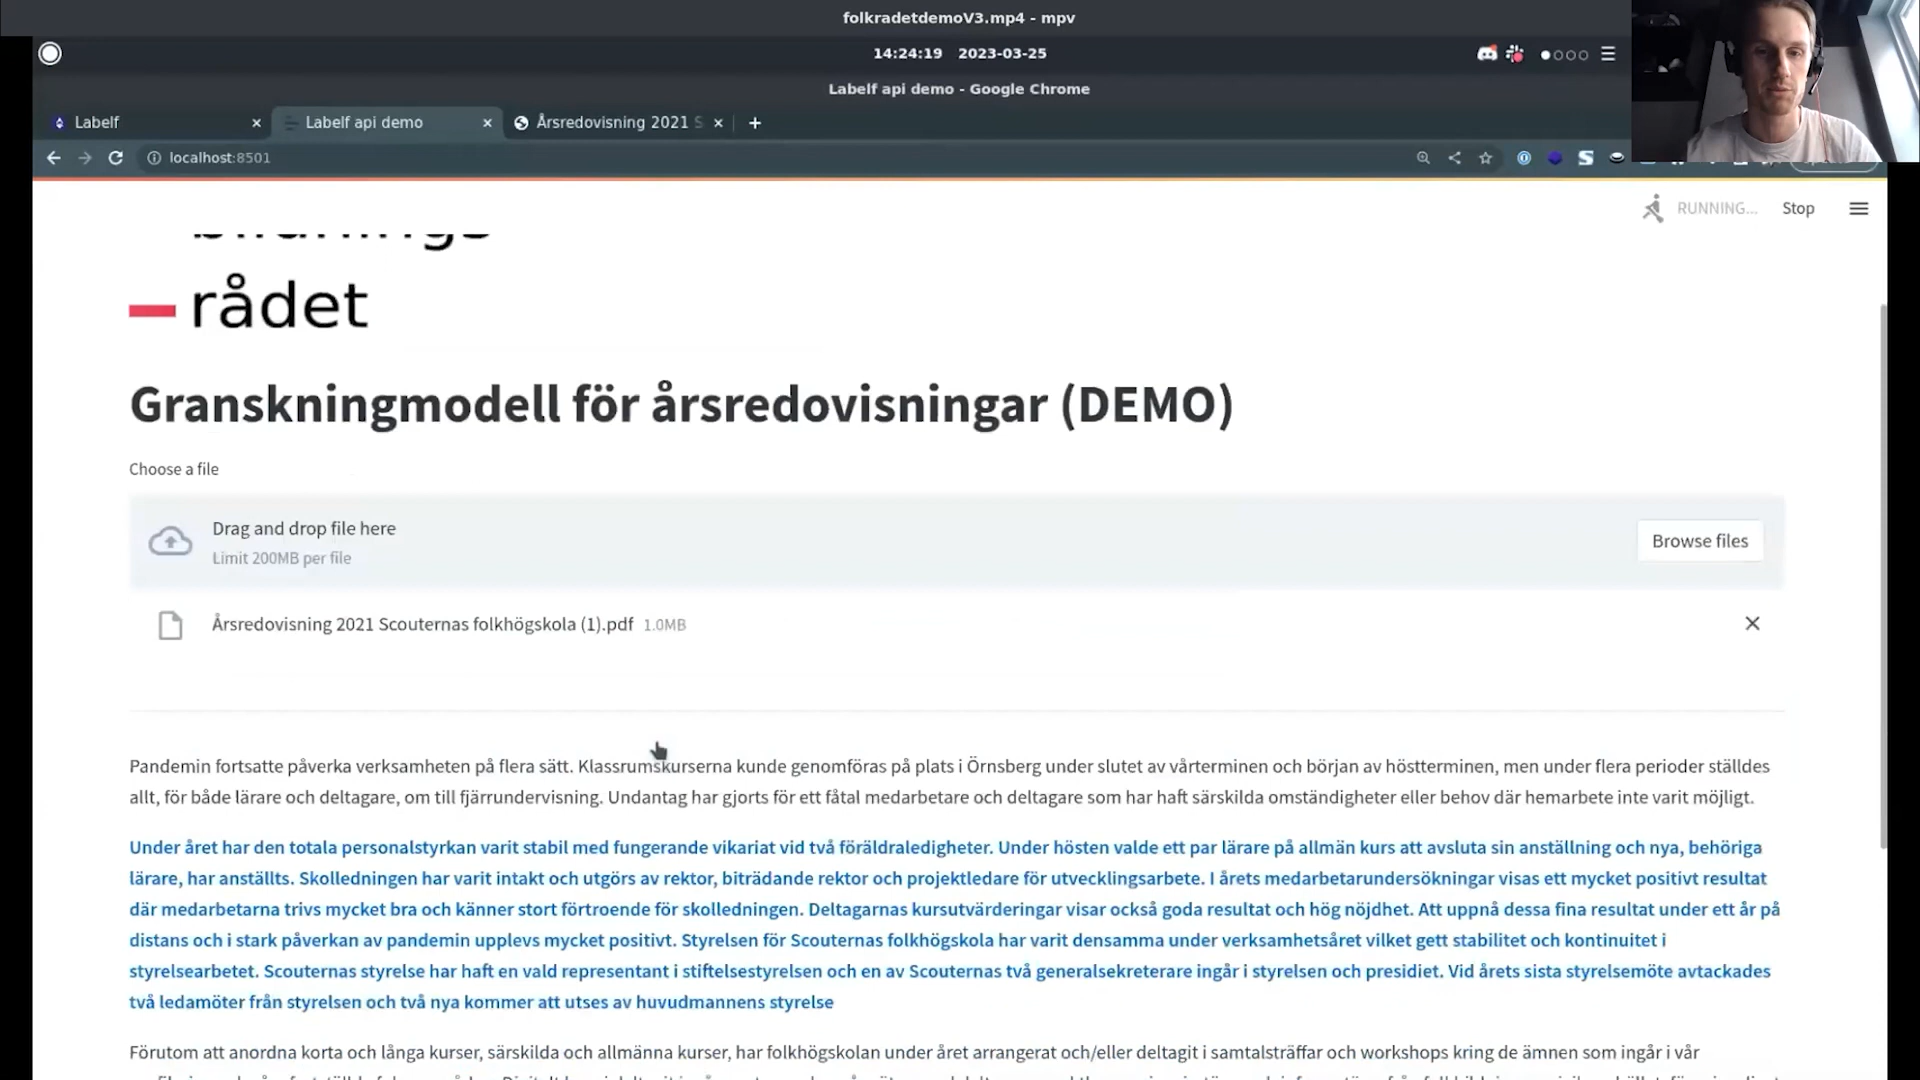 folkradetdemoV3.mp4 - mpv
14:24:19 2023-03-25
Labelf api demo - Google Chrome
Labelf
Labelf api demo
Årsredovisning 2021 S
localhost:8501
RUNNING...
Stop
rådet
Granskningmodell för årsredovisningar (DEMO)
Choose a file
Drag and drop file here
Limit 200MB per file
Browse files
Årsredovisning 2021 Scouternas folkhögskola (1).pdf 1.0MB
Pandemin fortsatte påverka verksamheten på flera sätt. Klassrumskurserna kunde genomföras på plats i Örnsberg under slutet av vårterminen och början av höstterminen, men under flera perioder ställdes
allt, för både lärare och deltagare, om till fjärrundervisning. Undantag har gjorts för ett fåtal medarbetare och deltagare som har haft särskilda omständigheter eller behov där hemarbete inte varit möjligt.
Under året har den totala personalstyrkan varit stabil med fungerande vikariat vid två föräldraledigheter. Under hösten valde ett par lärare på allmän kurs att avsluta sin anställning och nya, behöriga
lärare, har anställts. Skolledningen har varit intakt och utgörs av rektor, biträdande rektor och projektledare för utvecklingsarbete. I årets medarbetarundersökningar visas ett mycket positivt resultat
där medarbetarna trivs mycket bra och känner stort förtroende för skolledningen. Deltagarnas kursutvärderingar visar också goda resultat och hög nöjdhet. Att uppnå dessa fina resultat under ett år på
distans och i stark påverkan av pandemin upplevs mycket positivt. Styrelsen för Scouternas folkhögskola har varit densamma under verksamhetsåret vilket gett stabilitet och kontinuitet i
styrelsearbetet. Scouternas styrelse har haft en vald representant i stiftelsestyrelsen och en av Scouternas två generalsekreterare ingår i styrelsen och presidiet. Vid årets sista styrelsemöte avtackades
två ledamöter från styrelsen och två nya kommer att utses av huvudmannens styrelse
Förutom att anordna korta och långa kurser, särskilda och allmänna kurser, har folkhögskolan under året arrangerat och/eller deltagit i samtalsträffar och workshops kring de ämnen som ingår i vår